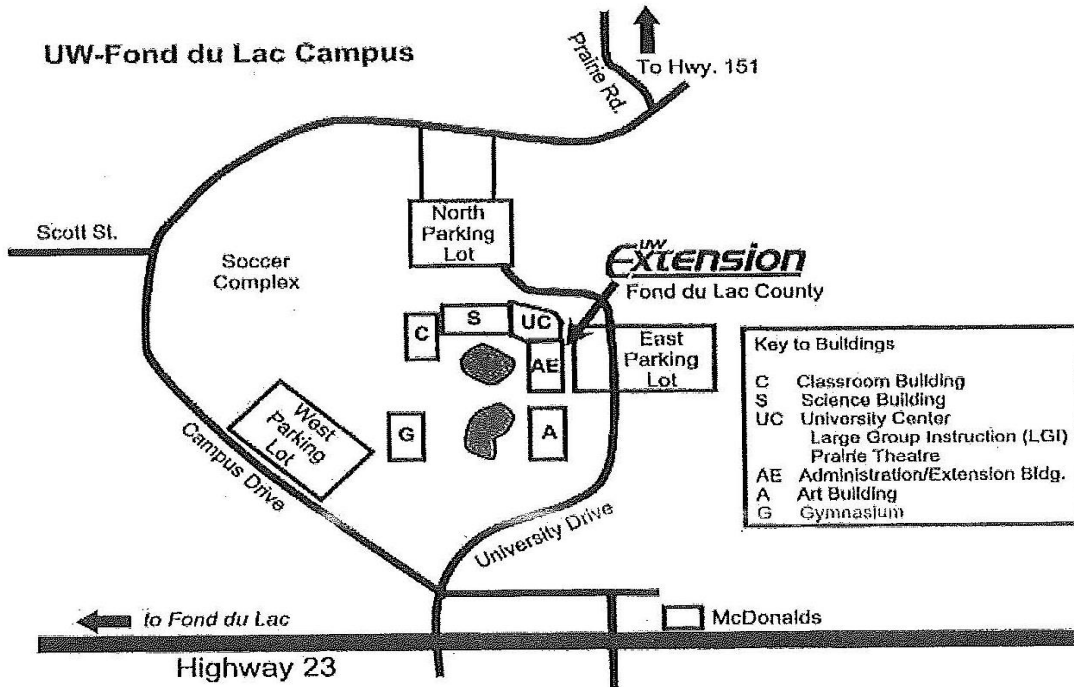 UW-Fond du Lac Campus
Prairie Rd.
To Hwy. 151
Scott St.
North
Parking
Lot
Soccer
Complex
UW
Extension
Fond du Lac County
C
S
UC
AE
East
Parking
Lot
West
Parking
Lot
G
A
Campus Drive
University Drive
Key to Buildings
C Classroom Building
S Science Building
UC University Center
Large Group Instruction (LGI)
Prairie Theatre
AE Administration/Extension Bldg.
A Art Building
G Gymnasium
to Fond du Lac
McDonalds
Highway 23